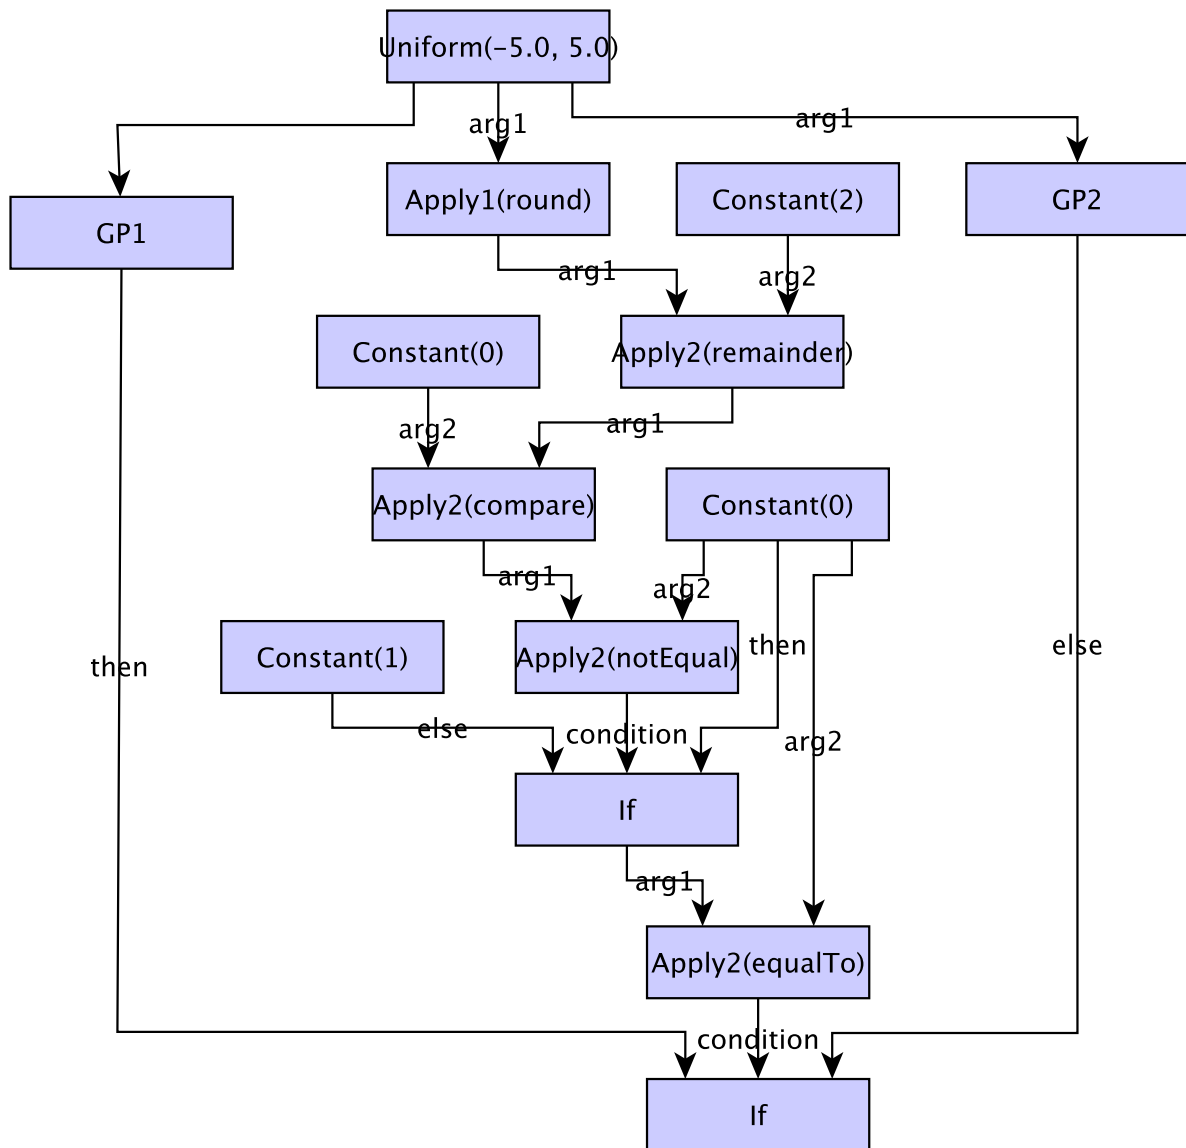 Uniform(-5.0, 5.0)
arg1
arg1
Apply1(round)
Constant(2)
GP2
GP1
arg1
arg2
Constant(0)
Apply2(remainder)
arg2
arg1
Apply2(compare)
Constant(0)
arg1
arg2
Constant(1)
Apply2(notEqual)
then
else
then
else
condition
arg2
If
arg1
Apply2(equalTo)
condition
If